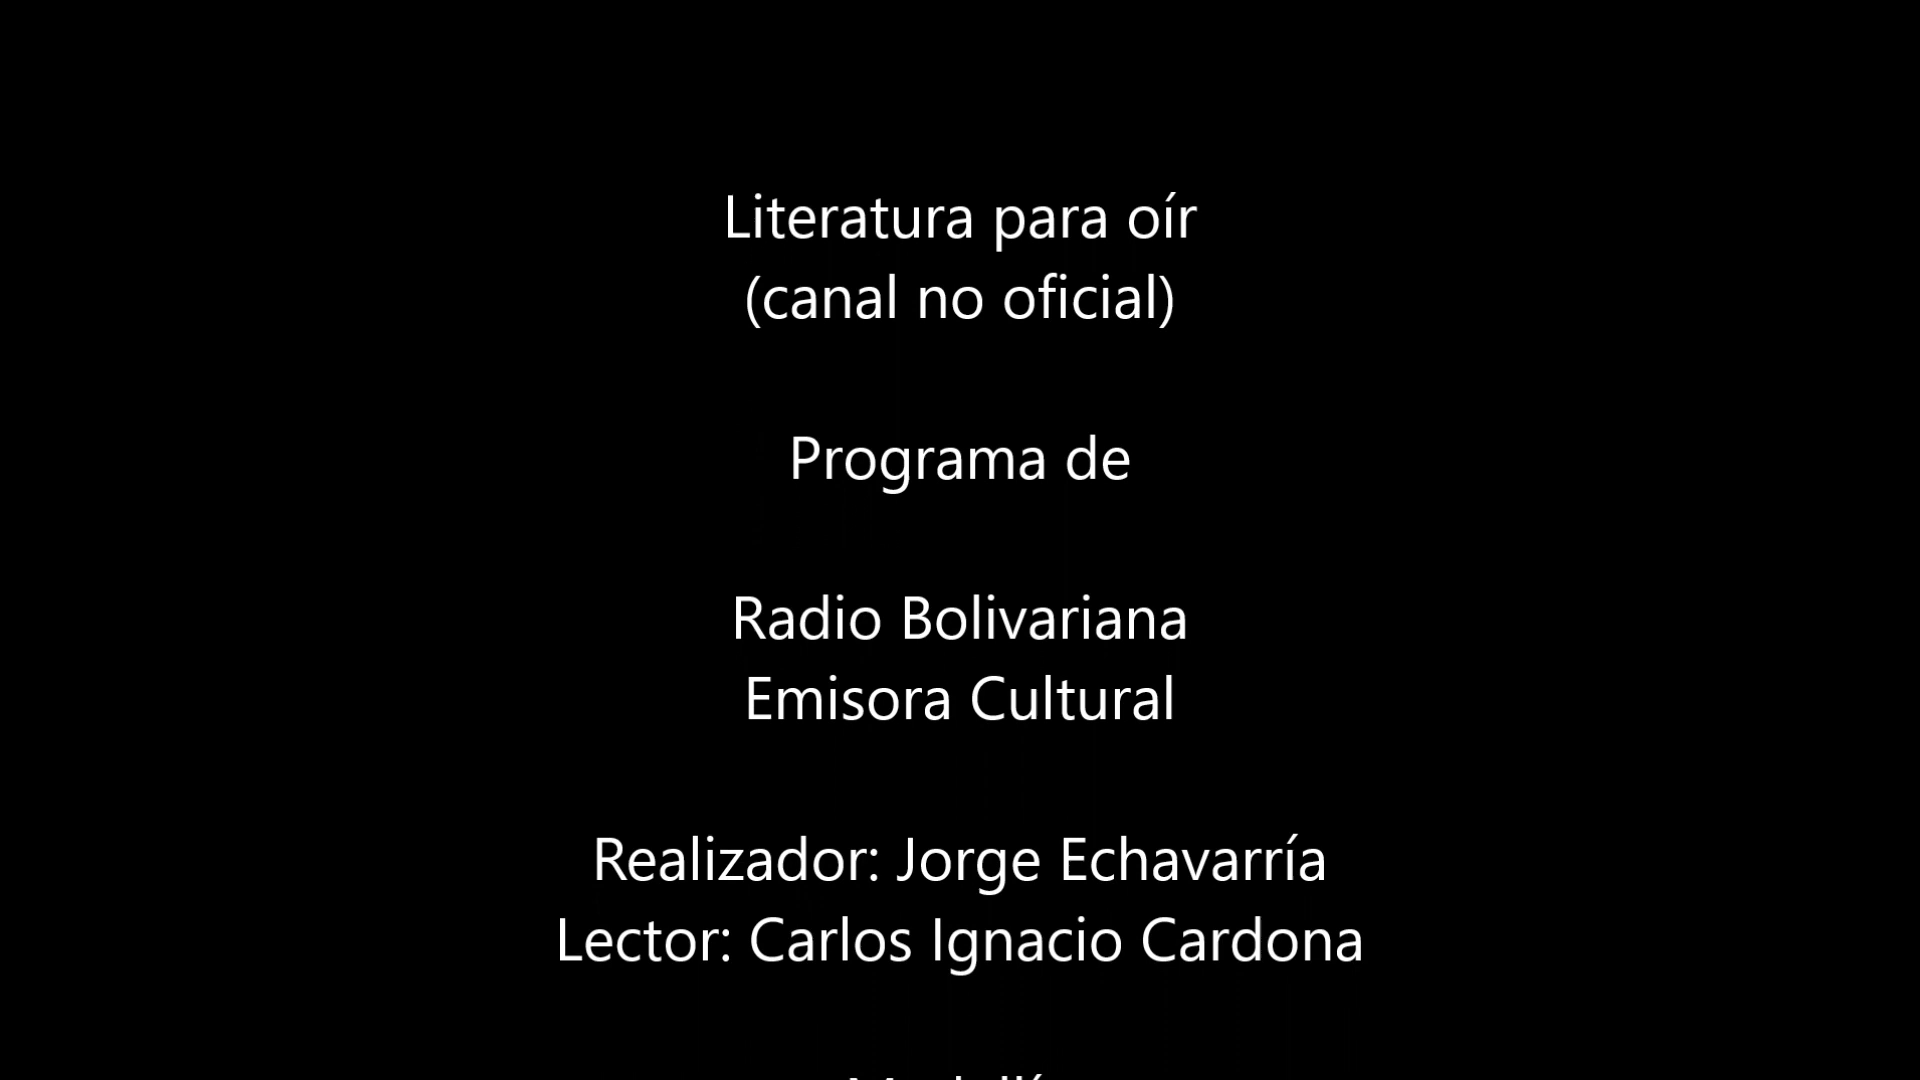 Literatura para oír
(canal no oficial)
Programa de
Radio Bolivariana
Emisora Cultural
Realizador: Jorge Echavarría
Lector: Carlos Ignacio Cardona